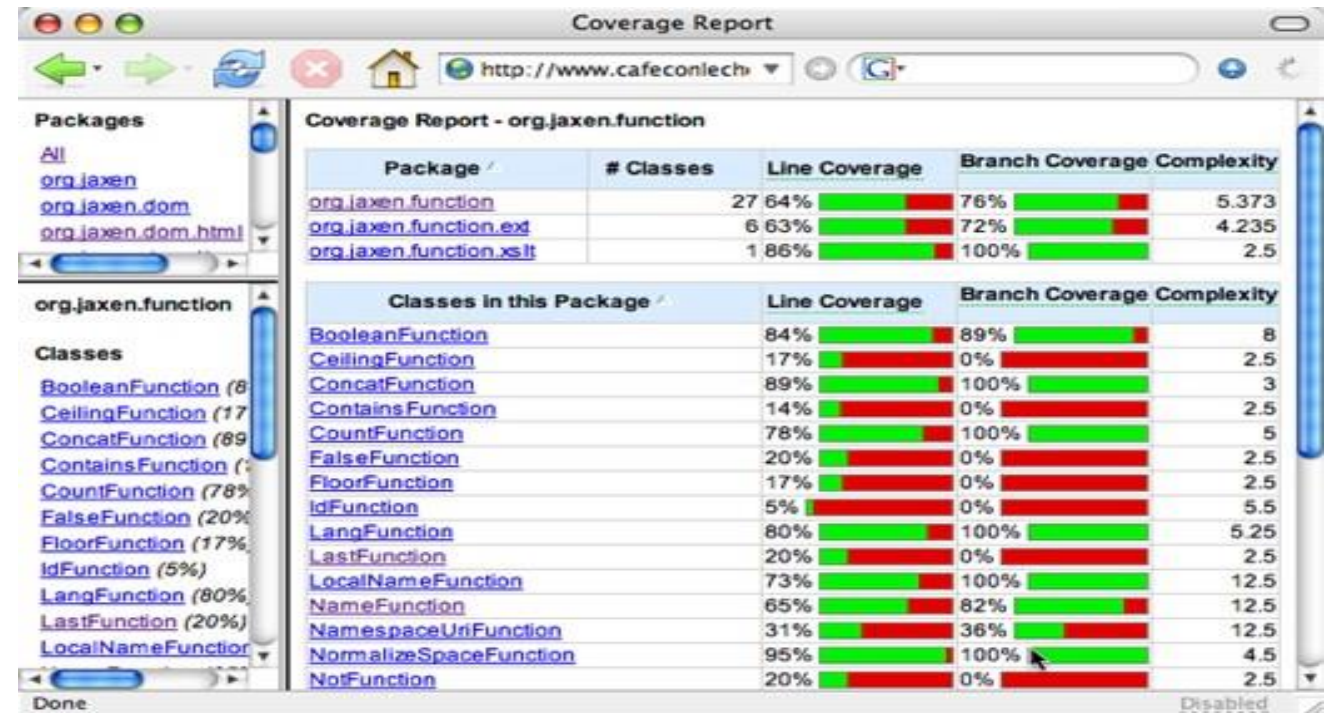 Coverage Report
http://www.cafeconlech
G
Packages
All
org.jaxen
org.jaxen.dom
org.jaxen.dom.html
org.jaxen.function
Classes
BooleanFunction (8
CeilingFunction (17
ConcatFunction (89
ContainsFunction (
CountFunction (78%
FalseFunction (20%
FloorFunction (17%
IdFunction (5%)
LangFunction (80%
LastFunction (20%)
LocalNameFunction
Coverage Report - org.jaxen.function
Package # Classes Line Coverage Branch Coverage Complexity
org.jaxen.function 27 64% 76% 5.373
org.jaxen.function.ext 6 63% 72% 4.235
org.jaxen.function.xslt 1 86% 100% 2.5
Classes in this Package Line Coverage Branch Coverage Complexity
BooleanFunction 84% 89% 8
CeilingFunction 17% 0% 2.5
ConcatFunction 89% 100% 3
ContainsFunction 14% 0% 2.5
CountFunction 78% 100% 5
FalseFunction 20% 0% 2.5
FloorFunction 17% 0% 2.5
IdFunction 5% 0% 5.5
LangFunction 80% 100% 5.25
LastFunction 20% 0% 2.5
LocalNameFunction 73% 100% 12.5
NameFunction 65% 82% 12.5
NamespaceUriFunction 31% 36% 12.5
NormalizeSpaceFunction 95% 100% 4.5
NotFunction 20% 0% 2.5
Done
Disabled